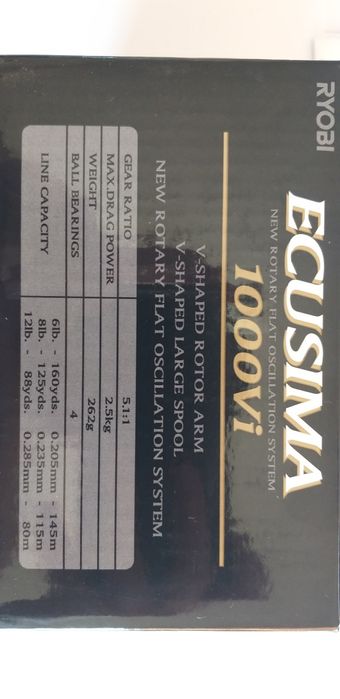 RYOBI
ECUSIMA
NEW ROTARY FLAT OSCILLATION SYSTEM
1000Vi
V-SHAPED ROTOR ARM
V-SHAPED LARGE SPOOL
NEW ROTARY FLAT OSCILLATION SYSTEM
GEAR RATIO 5.1:1
MAX.DRAG POWER 2.5kg
WEIGHT 262g
BALL BEARINGS 4
LINE CAPACITY 6lb. - 160yds. 0.205mm - 145m
8lb. - 125yds. 0.235mm - 115m
12lb. - 88yds. 0.285mm - 80m